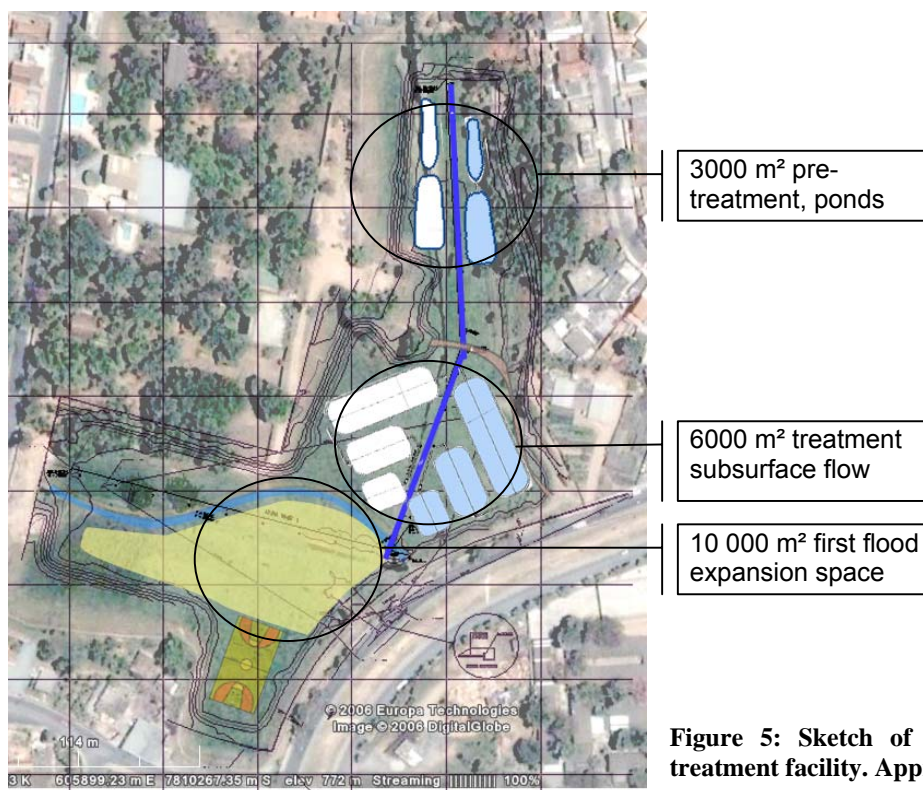 3000 m² pre-
treatment, ponds
6000 m² treatment
subsurface flow
10 000 m² first flood
expansion space
© 2006 Europa Technologies
Image © 2006 DigitalGlobe
114 m
3 K 605899.23 m E 7810267.35 m S elev 772 m Streaming |||||||||| 100%
Figure 5: Sketch of
treatment facility. App